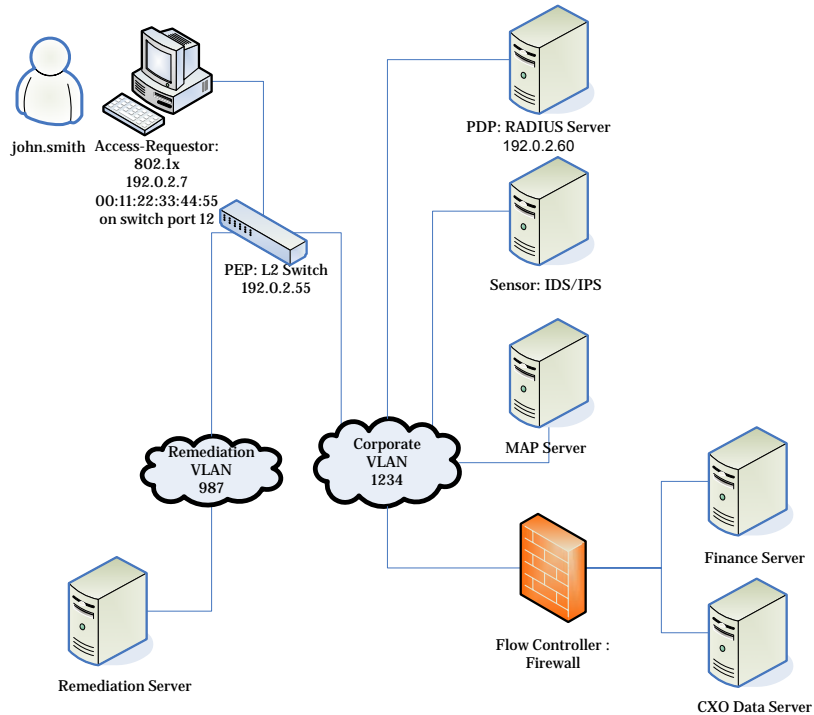 PDP: RADIUS Server
192.0.2.60
john.smith
Access-Requestor:
802.1x
192.0.2.7
00:11:22:33:44:55
on switch port 12
PEP: L2 Switch
192.0.2.55
Sensor: IDS/IPS
MAP Server
Remediation
VLAN
987
Corporate
VLAN
1234
Finance Server
Flow Controller :
Firewall
Remediation Server
CXO Data Server